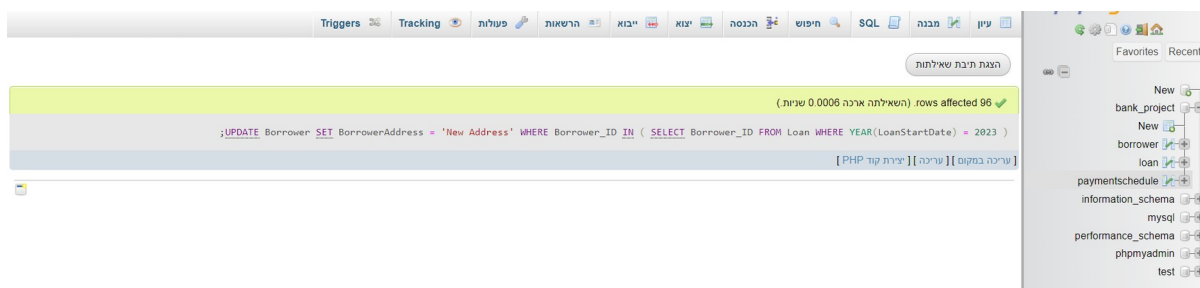 עיון מבנה SQL חיפוש הכנסה יצוא ייבוא הרשאות פעולות Tracking Triggers
הצגת תיבת שאילתות
96 rows affected. (השאילתה ארכה 0.0006 שניות.)
UPDATE Borrower SET BorrowerAddress = 'New Address' WHERE Borrower_ID IN ( SELECT Borrower_ID FROM Loan WHERE YEAR(LoanStartDate) = 2023 );
[ עריכה במקום ] [ עריכה ] [ יצירת קוד PHP ]
Recent Favorites
New
bank_project
New
borrower
loan
paymentschedule
information_schema
mysql
performance_schema
phpmyadmin
test